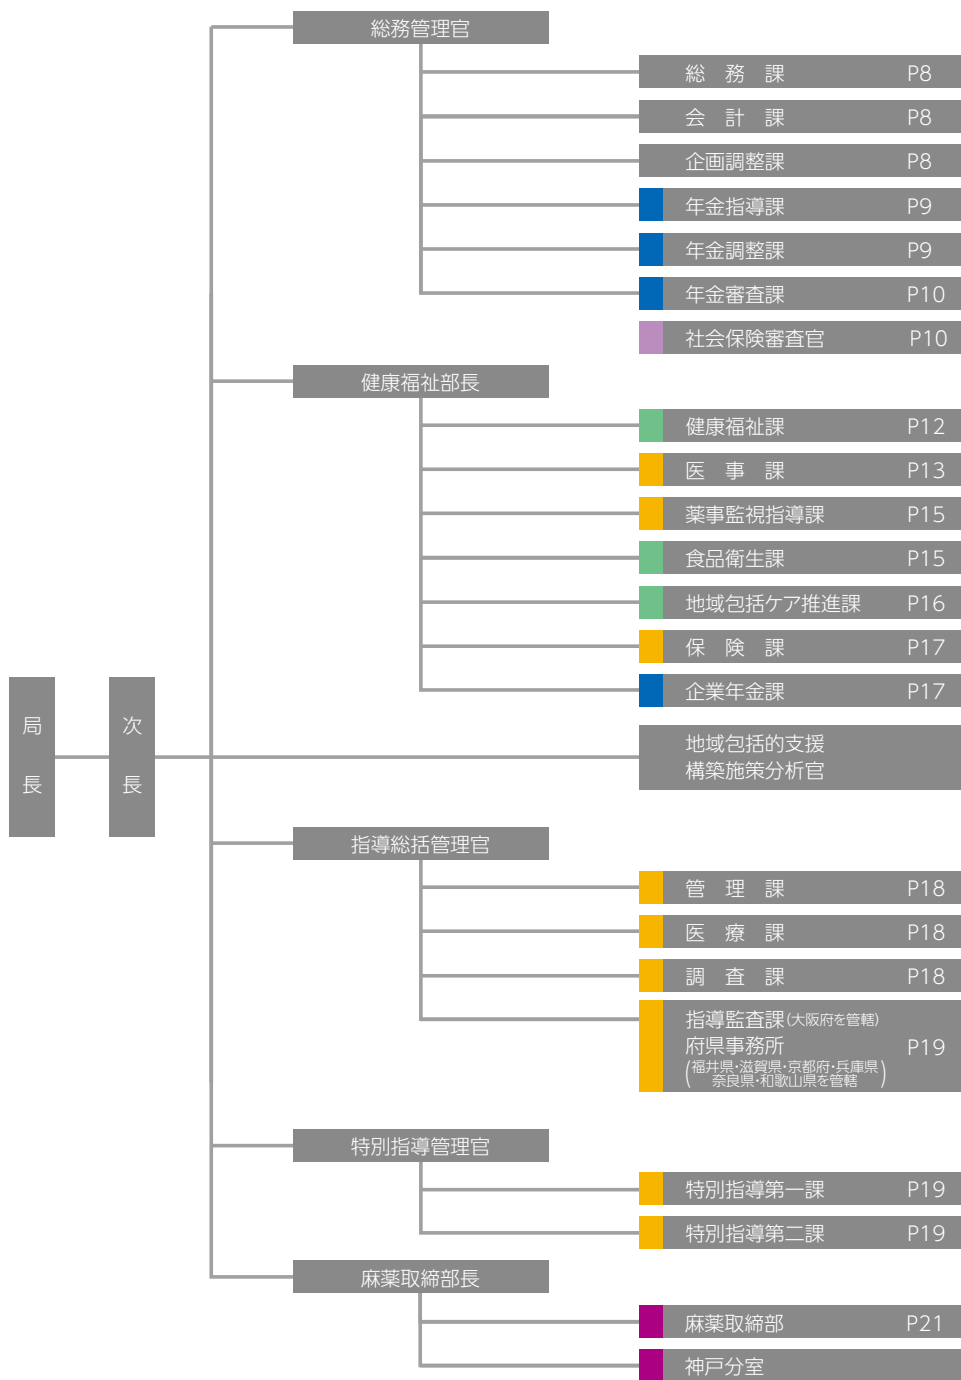 総務管理官
総　務　課 P8
会　計　課 P8
企画調整課 P8
年金指導課 P9
年金調整課 P9
年金審査課 P10
社会保険審査官 P10
健康福祉部長
健康福祉課 P12
医　事　課 P13
薬事監視指導課 P15
食品衛生課 P15
地域包括ケア推進課 P16
保　険　課 P17
企業年金課 P17
局長
次長
地域包括的支援
構築施策分析官
指導総括管理官
管　理　課 P18
医　療　課 P18
調　査　課 P18
指導監査課(大阪府を管轄)
府県事務所 P19
(福井県・滋賀県・京都府・兵庫県
奈良県・和歌山県を管轄)
特別指導管理官
特別指導第一課 P19
特別指導第二課 P19
麻薬取締部長
麻薬取締部 P21
神戸分室